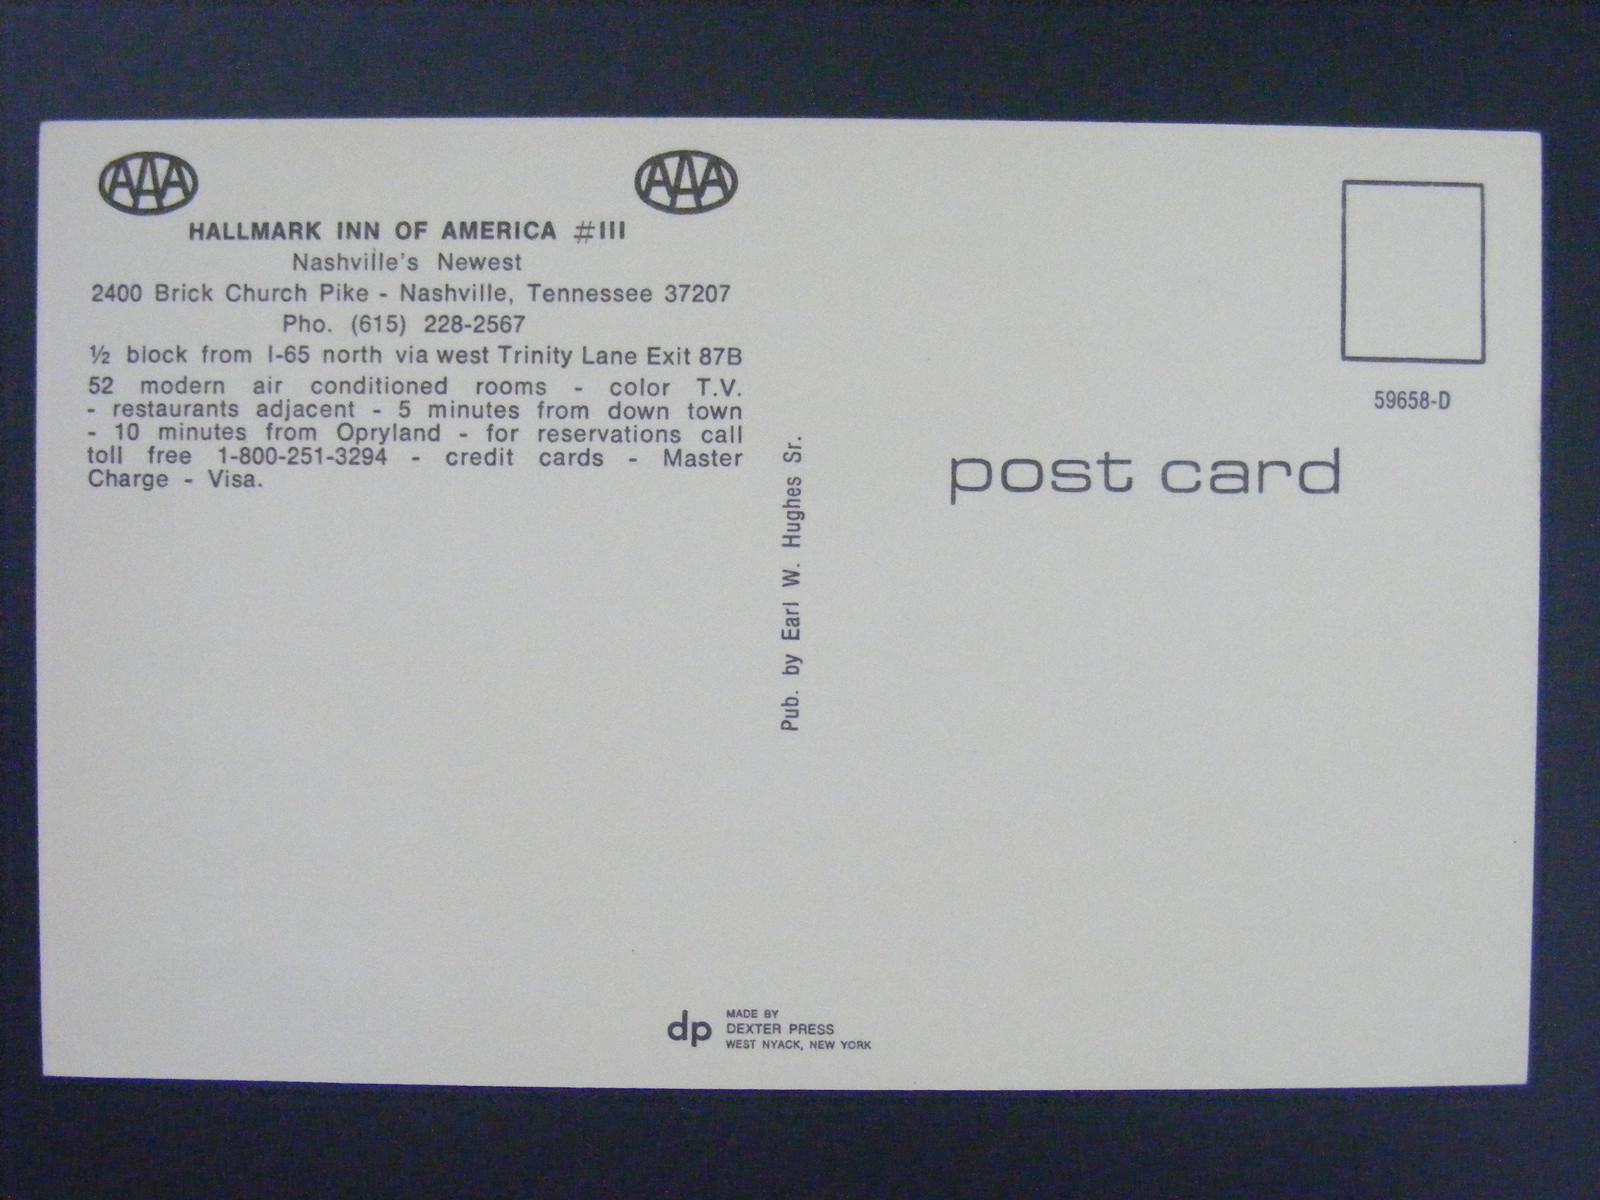 AAA AAA
HALLMARK INN OF AMERICA #III
Nashville's Newest
2400 Brick Church Pike - Nashville, Tennessee 37207
Pho. (615) 228-2567
½ block from I-65 north via west Trinity Lane Exit 87B
52 modern air conditioned rooms - color T.V.
- restaurants adjacent - 5 minutes from down town
- 10 minutes from Opryland - for reservations call
toll free 1-800-251-3294 - credit cards - Master
Charge - Visa.
Pub. by Earl W. Hughes Sr.
59658-D
post card
dp
MADE BY
DEXTER PRESS
WEST NYACK, NEW YORK